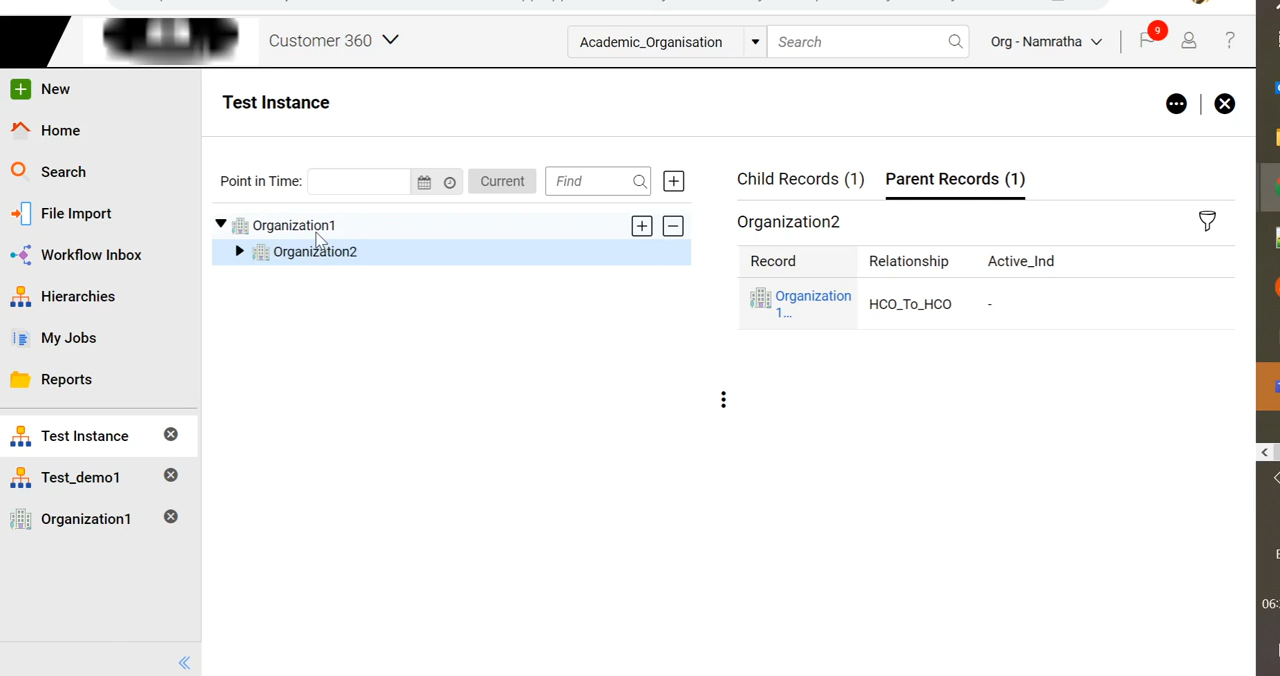 Customer 360
Academic_Organisation
Search
Org - Namratha
9
?
New
Home
Search
File Import
Workflow Inbox
Hierarchies
My Jobs
Reports
Test Instance
Test_demo1
Organization1
Test Instance
Point in Time:
Current
Find
Organization1
Organization2
Child Records (1)
Parent Records (1)
Organization2
Record
Relationship
Active_Ind
Organization
1...
HCO_To_HCO
-